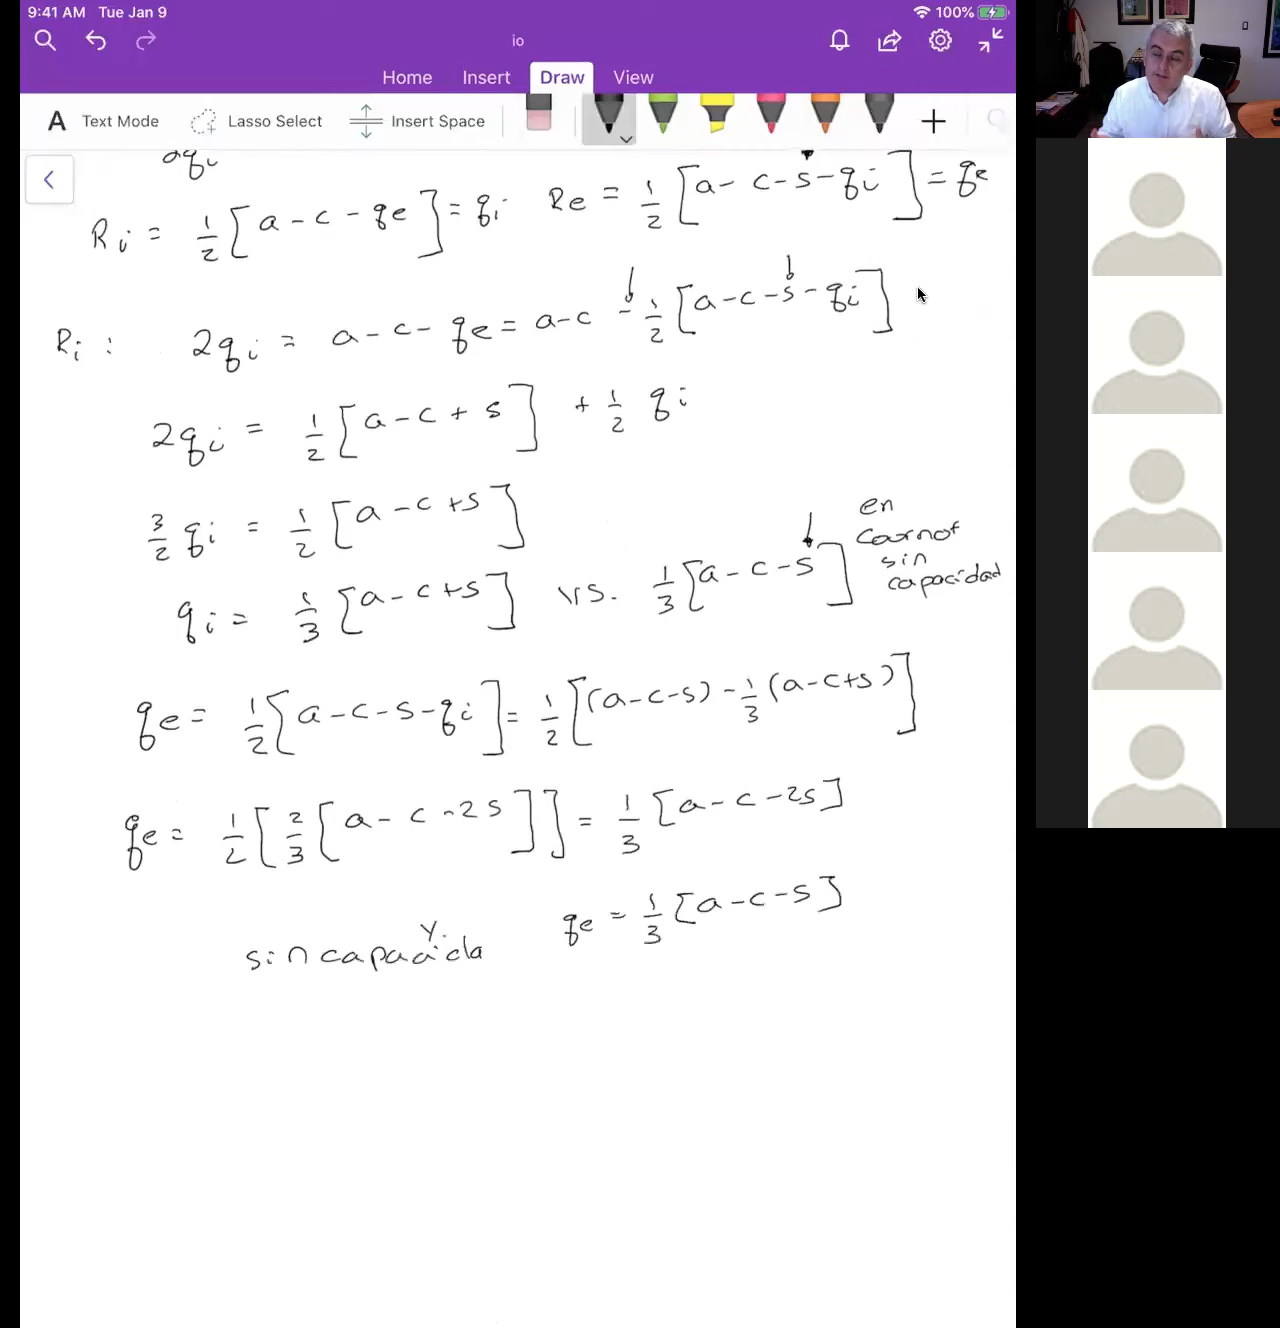 9:41 AM Tue Jan 9
100%
io
Home Insert Draw View
A Text Mode Lasso Select Insert Space
∂qi
Ri = 1/2 [a - c - qe] = qi Re = 1/2 [a - c - s - qi] = qe
Ri : 2qi = a - c - qe = a - c - 1/2 [a - c - s - qi]
2qi = 1/2 [a - c + s] + 1/2 qi
3/2 qi = 1/2 [a - c + s]
qi = 1/3 [a - c + s] vs. 1/3 [a - c - s]
en
Cournot
sin
capacidad
qe = 1/2 [a - c - s - qi] = 1/2 [(a - c - s) - 1/3 (a - c + s)]
qe = 1/2 [2/3 [a - c - 2s]] = 1/3 [a - c - 2s]
sin capacida qe = 1/3 [a - c - s]